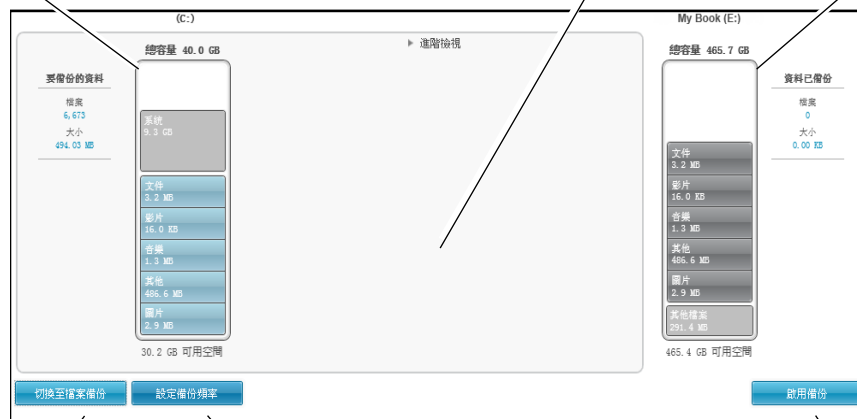 (C:)
My Book (E:)
總容量 40.0 GB
進階檢視
總容量 465.7 GB
要備份的資料
檔案
6,673
大小
494.03 MB
系統
9.3 GB
文件
3.2 MB
影片
16.0 KB
音樂
1.3 MB
其他
486.6 MB
圖片
2.9 MB
30.2 GB 可用空間
文件
3.2 MB
影片
16.0 KB
音樂
1.3 MB
其他
486.6 MB
圖片
2.9 MB
其他檔案
291.4 MB
465.4 GB 可用空間
資料已備份
檔案
0
大小
0.00 KB
切換至檔案備份
設定備份頻率
啟用備份